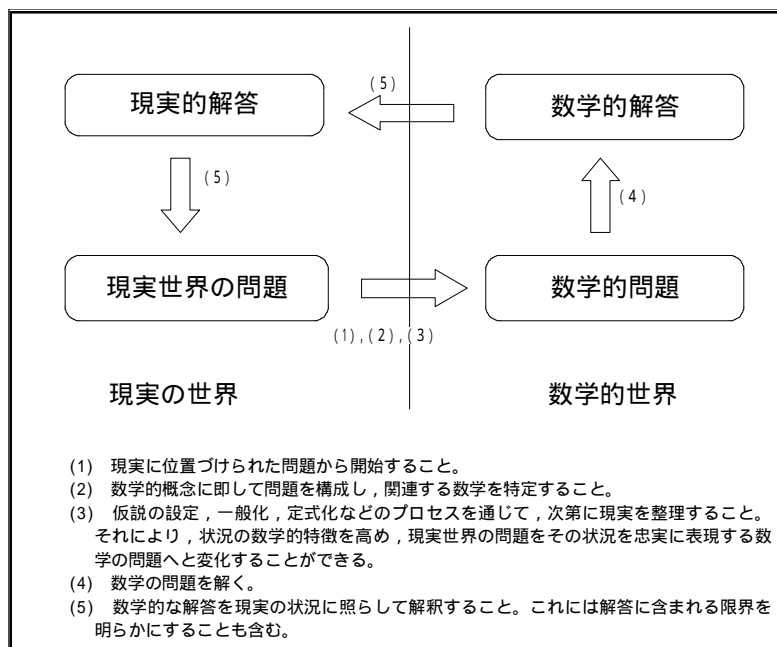 (5)
現実的解答
数学的解答
(5)
(4)
現実世界の問題
数学的問題
(1),(2),(3)
現実の世界
数学的世界
(1) 現実に位置づけられた問題から開始すること。
(2) 数学的概念に即して問題を構成し，関連する数学を特定すること。
(3) 仮説の設定，一般化，定式化などのプロセスを通じて，次第に現実を整理すること。
それにより，状況の数学的特徴を高め，現実世界の問題をその状況を忠実に表現する数
学の問題へと変化することができる。
(4) 数学の問題を解く。
(5) 数学的な解答を現実の状況に照らして解釈すること。これには解答に含まれる限界を
明らかにすることも含む。